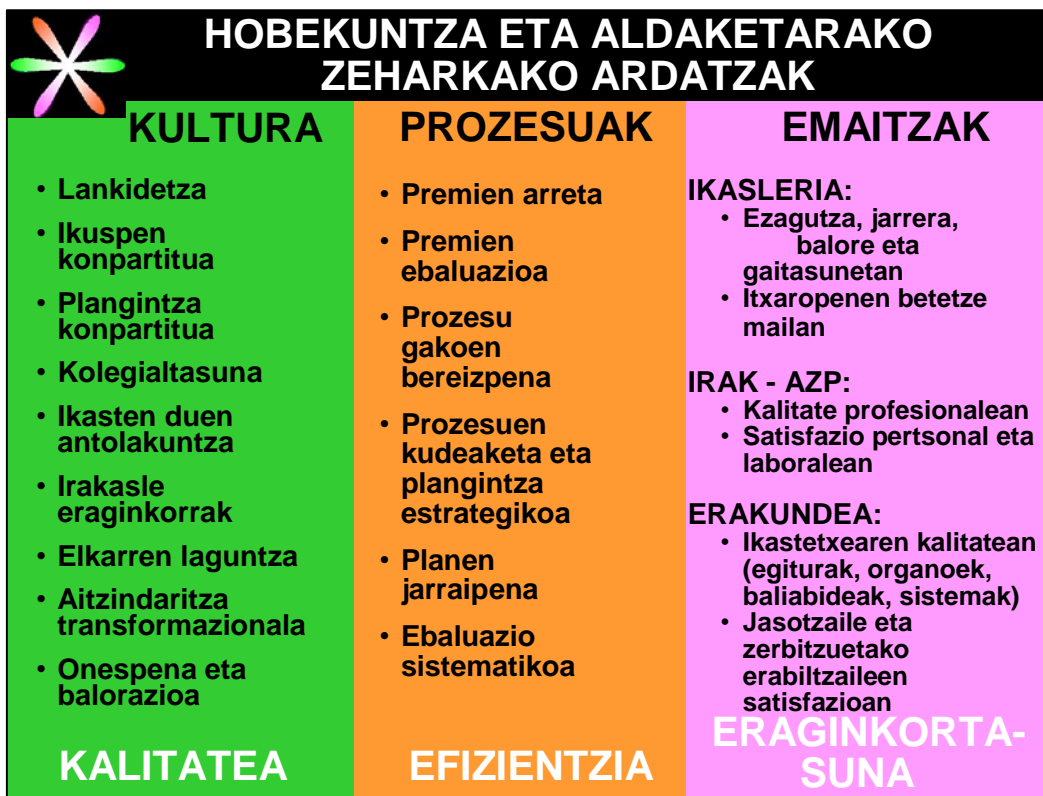 HOBEKUNTZA ETA ALDAKETARAKO
ZEHARKAKO ARDATZAK
KULTURA
• Lankidetza
• Ikuspen
konpartitua
• Plangintza
konpartitua
• Kolegialtasuna
• Ikasten duen
antolakuntza
• Irakasle
eraginkorrak
• Elkarren laguntza
• Aitzindaritza
transformazionala
• Onespena eta
balorazioa
KALITATEA
PROZESUAK
• Premien arreta
• Premien
ebaluazioa
• Prozesu
gakoen
bereizpena
• Prozesuen
kudeaketa eta
plangintza
estrategikoa
• Planen
jarraipena
• Ebaluazio
sistematikoa
EFIZIENTZIA
EMAITZAK
IKASLERIA:
• Ezagutza, jarrera,
balore eta
gaitasunetan
• Itxaropenen betetze
mailan
IRAK - AZP:
• Kalitate profesionalean
• Satisfazio pertsonal eta
laboralean
ERAKUNDEA:
• Ikastetxearen kalitatean
(egiturak, organoek,
baliabideak, sistemak)
• Jasotzaile eta
zerbitzuetako
erabiltzaileen
satisfazioan
ERAGINKORTA-
SUNA